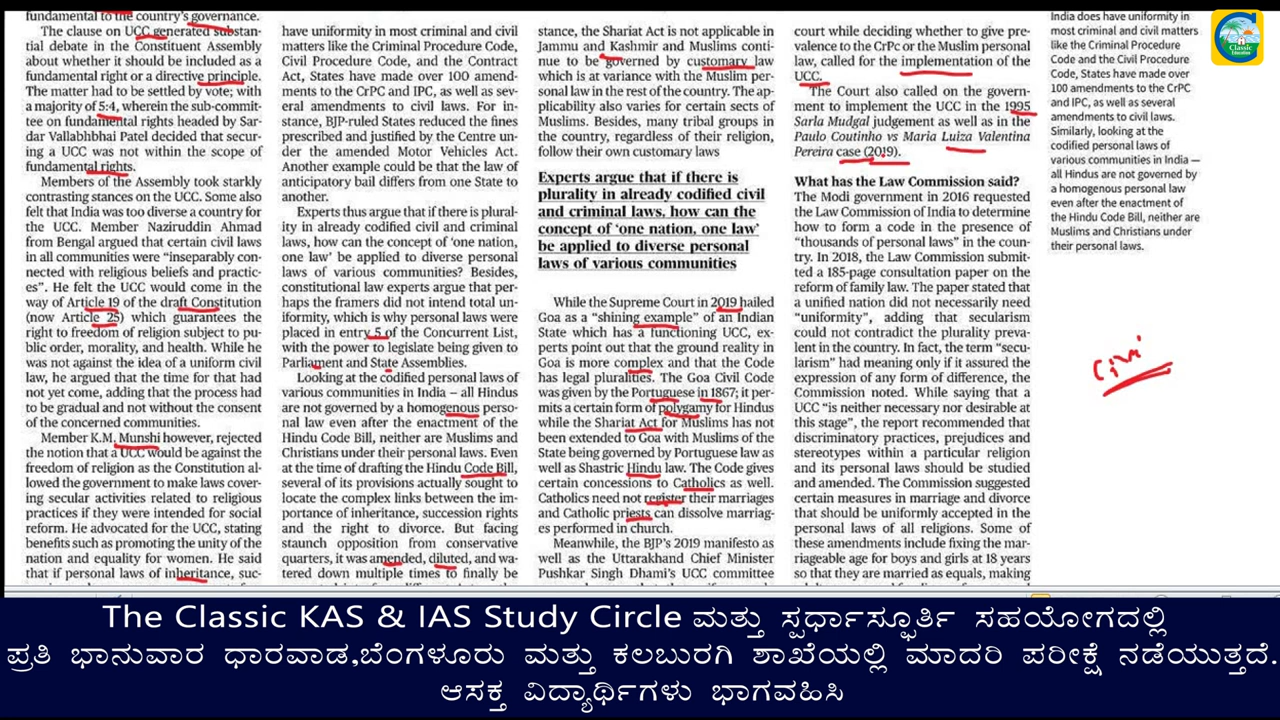 fundamental to the country's governance.
The clause on UCC generated substan-
tial debate in the Constituent Assembly
about whether it should be included as a
fundamental right or a directive principle.
The matter had to be settled by vote; with
a majority of 5:4, wherein the sub-commit-
tee on fundamental rights headed by Sar-
dar Vallabhbhai Patel decided that secur-
ing a UCC was not within the scope of
fundamental rights.
Members of the Assembly took starkly
contrasting stances on the UCC. Some also
felt that India was too diverse a country for
the UCC. Member Naziruddin Ahmad
from Bengal argued that certain civil laws
in all communities were “inseparably con-
nected with religious beliefs and practic-
es”. He felt the UCC would come in the
way of Article 19 of the draft Constitution
(now Article 25) which guarantees the
right to freedom of religion subject to pu-
blic order, morality, and health. While he
was not against the idea of a uniform civil
law, he argued that the time for that had
not yet come, adding that the process had
to be gradual and not without the consent
of the concerned communities.
Member K.M. Munshi however, rejected
the notion that a UCC would be against the
freedom of religion as the Constitution al-
lowed the government to make laws cover-
ing secular activities related to religious
practices if they were intended for social
reform. He advocated for the UCC, stating
benefits such as promoting the unity of the
nation and equality for women. He said
that if personal laws of inheritance, suc-
have uniformity in most criminal and civil
matters like the Criminal Procedure Code,
Civil Procedure Code, and the Contract
Act, States have made over 100 amend-
ments to the CrPC and IPC, as well as sev-
eral amendments to civil laws. For in-
stance, BJP-ruled States reduced the fines
prescribed and justified by the Centre un-
der the amended Motor Vehicles Act.
Another example could be that the law of
anticipatory bail differs from one State to
another.
Experts thus argue that if there is plural-
ity in already codified civil and criminal
laws, how can the concept of ‘one nation,
one law’ be applied to diverse personal
laws of various communities? Besides,
constitutional law experts argue that per-
haps the framers did not intend total un-
iformity, which is why personal laws were
placed in entry 5 of the Concurrent List,
with the power to legislate being given to
Parliament and State Assemblies.
Looking at the codified personal laws of
various communities in India — all Hindus
are not governed by a homogenous perso-
nal law even after the enactment of the
Hindu Code Bill, neither are Muslims and
Christians under their personal laws. Even
at the time of drafting the Hindu Code Bill,
several of its provisions actually sought to
locate the complex links between the im-
portance of inheritance, succession rights
and the right to divorce. But facing
staunch opposition from conservative
quarters, it was amended, diluted, and wa-
tered down multiple times to finally be
stance, the Shariat Act is not applicable in
Jammu and Kashmir and Muslims conti-
nue to be governed by customary law
which is at variance with the Muslim per-
sonal law in the rest of the country. The ap-
plicability also varies for certain sects of
Muslims. Besides, many tribal groups in
the country, regardless of their religion,
follow their own customary laws
Experts argue that if there is
plurality in already codified civil
and criminal laws, how can the
concept of ‘one nation, one law’
be applied to diverse personal
laws of various communities
While the Supreme Court in 2019 hailed
Goa as a “shining example” of an Indian
State which has a functioning UCC, ex-
perts point out that the ground reality in
Goa is more complex and that the Code
has legal pluralities. The Goa Civil Code
was given by the Portuguese in 1867; it per-
mits a certain form of polygamy for Hindus
while the Shariat Act for Muslims has not
been extended to Goa with Muslims of the
State being governed by Portuguese law as
well as Shastric Hindu law. The Code gives
certain concessions to Catholics as well.
Catholics need not register their marriages
and Catholic priests can dissolve marriag-
es performed in church.
Meanwhile, the BJP's 2019 manifesto as
well as the Uttarakhand Chief Minister
Pushkar Singh Dhami's UCC committee
court while deciding whether to give pre-
valence to the CrPc or the Muslim personal
law, called for the implementation of the
UCC.
The Court also called on the govern-
ment to implement the UCC in the 1995
Sarla Mudgal judgement as well as in the
Paulo Coutinho vs Maria Luiza Valentina
Pereira case (2019).
What has the Law Commission said?
The Modi government in 2016 requested
the Law Commission of India to determine
how to form a code in the presence of
“thousands of personal laws” in the coun-
try. In 2018, the Law Commission submit-
ted a 185-page consultation paper on the
reform of family law. The paper stated that
a unified nation did not necessarily need
“uniformity”, adding that secularism
could not contradict the plurality preva-
lent in the country. In fact, the term “secu-
larism” had meaning only if it assured the
expression of any form of difference, the
Commission noted. While saying that a
UCC “is neither necessary nor desirable at
this stage”, the report recommended that
discriminatory practices, prejudices and
stereotypes within a particular religion
and its personal laws should be studied
and amended. The Commission suggested
certain measures in marriage and divorce
that should be uniformly accepted in the
personal laws of all religions. Some of
these amendments include fixing the mar-
riageable age for boys and girls at 18 years
so that they are married as equals, making
India does have uniformity in
most criminal and civil matters
like the Criminal Procedure
Code and the Civil Procedure
Code, States have made over
100 amendments to the CrPC
and IPC, as well as several
amendments to civil laws.
Similarly, looking at the
codified personal laws of
various communities in India —
all Hindus are not governed by
a homogenous personal law
even after the enactment of
the Hindu Code Bill, neither are
Muslims and Christians under
their personal laws.
Classic
Education
The Classic KAS & IAS Study Circle ಮತ್ತು ಸ್ಪರ್ಧಾಸ್ಫೂರ್ತಿ ಸಹಯೋಗದಲ್ಲಿ
ಪ್ರತಿ ಭಾನುವಾರ ಧಾರವಾಡ,ಬೆಂಗಳೂರು ಮತ್ತು ಕಲಬುರಗಿ ಶಾಖೆಯಲ್ಲಿ ಮಾದರಿ ಪರೀಕ್ಷೆ ನಡೆಯುತ್ತದೆ.
ಆಸಕ್ತ ವಿದ್ಯಾರ್ಥಿಗಳು ಭಾಗವಹಿಸಿ